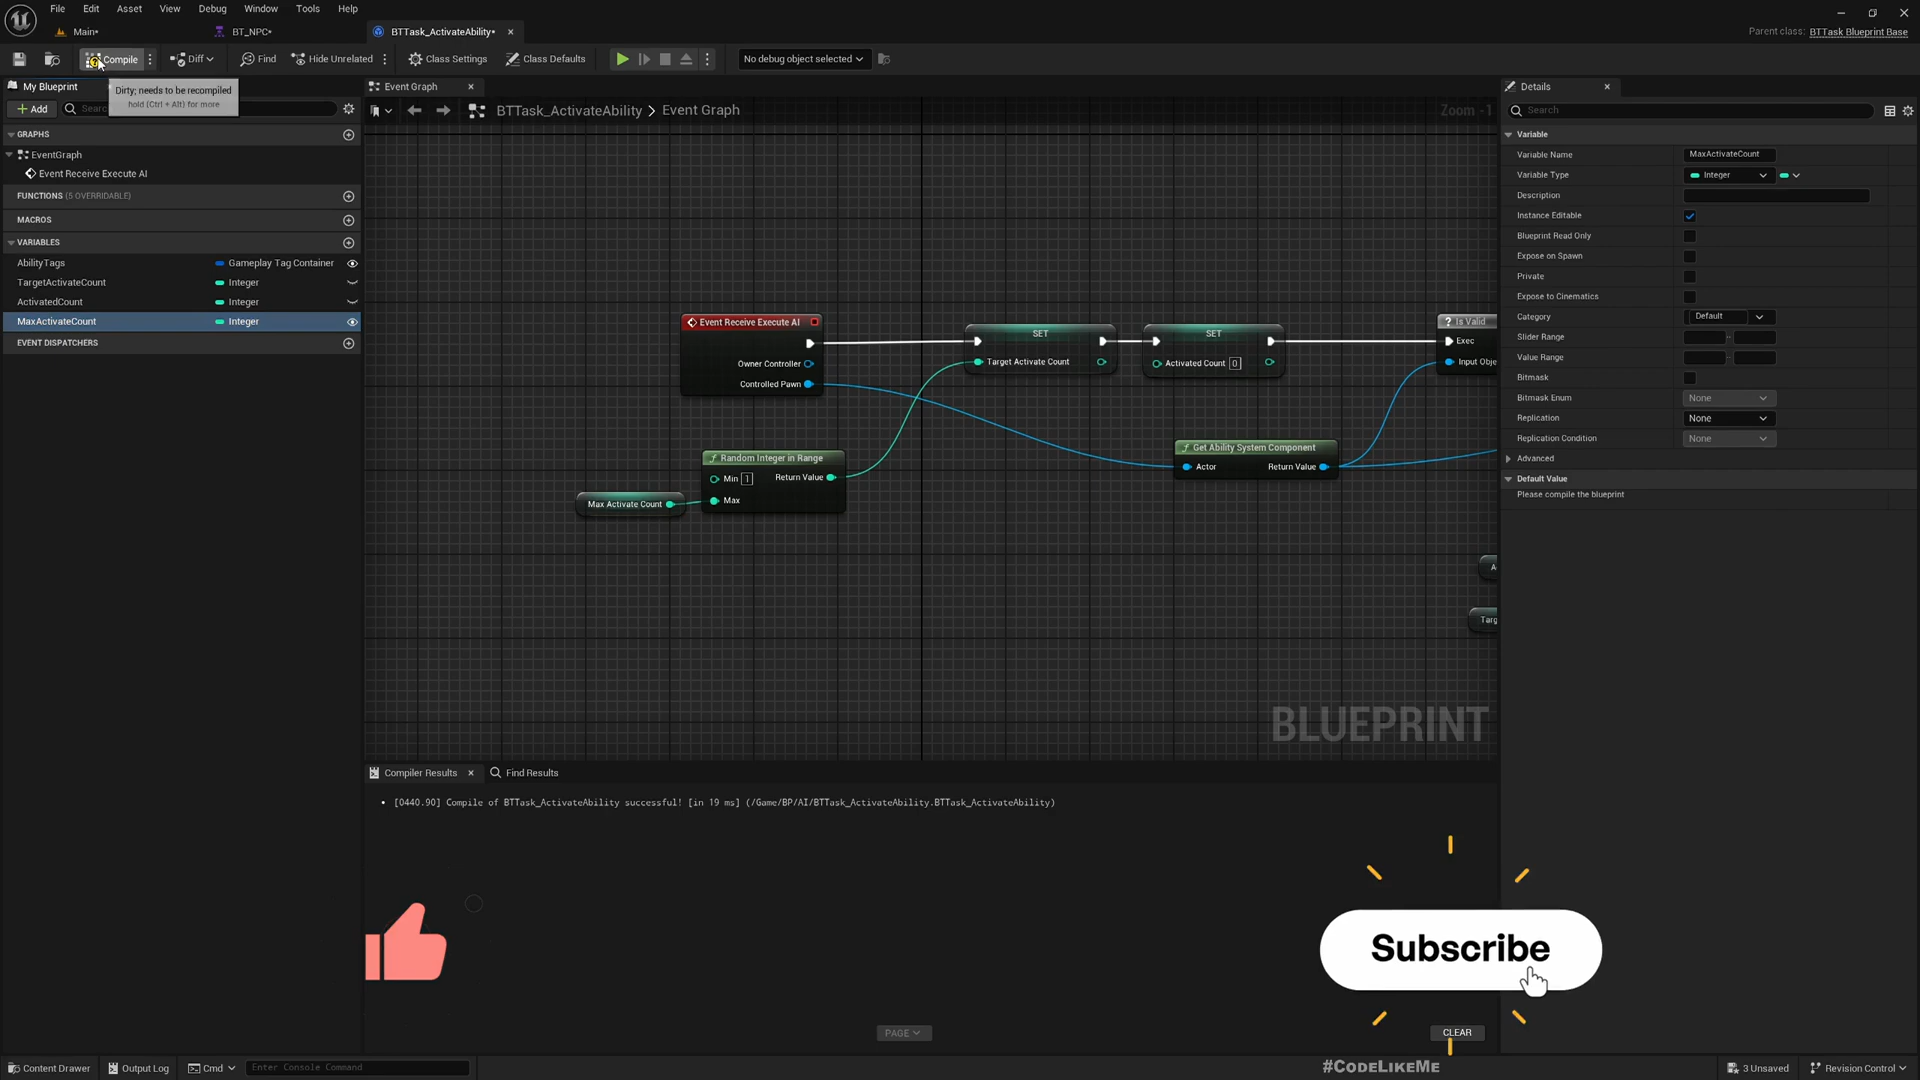 File Edit Asset View Debug Window Tools Help
Main*
BT_NPC*
BTTask_ActivateAbility*
Parent class: BTTask Blueprint Base
Compile
Diff
Find
Hide Unrelated
Class Settings
Class Defaults
No debug object selected
My Blueprint
Dirty; needs to be recompiled
hold (Ctrl + Alt) for more
Add
GRAPHS
EventGraph
Event Receive Execute AI
FUNCTIONS (5 OVERRIDABLE)
MACROS
VARIABLES
AbilityTags Gameplay Tag Container
TargetActivateCount Integer
ActivatedCount Integer
MaxActivateCount Integer
EVENT DISPATCHERS
Event Graph
BTTask_ActivateAbility > Event Graph
Zoom -1
Event Receive Execute AI
Owner Controller
Controlled Pawn
SET
Target Activate Count
SET
Activated Count 0
? Is Valid
Exec
Input Obje
Random Integer in Range
Min 1 Return Value
Max
Max Activate Count
Get Ability System Component
Actor Return Value
A
Targ
BLUEPRINT
Compiler Results
Find Results
[0440.90] Compile of BTTask_ActivateAbility successful! [in 19 ms] (/Game/BP/AI/BTTask_ActivateAbility.BTTask_ActivateAbility)
PAGE
CLEAR
Details
Search
Variable
Variable Name MaxActivateCount
Variable Type Integer
Description
Instance Editable
Blueprint Read Only
Expose on Spawn
Private
Expose to Cinematics
Category Default
Slider Range
Value Range
Bitmask
Bitmask Enum None
Replication None
Replication Condition None
Advanced
Default Value
Please compile the blueprint
Subscribe
#CodeLikeMe
Content Drawer
Output Log
Cmd
Enter Console Command
3 Unsaved
Revision Control